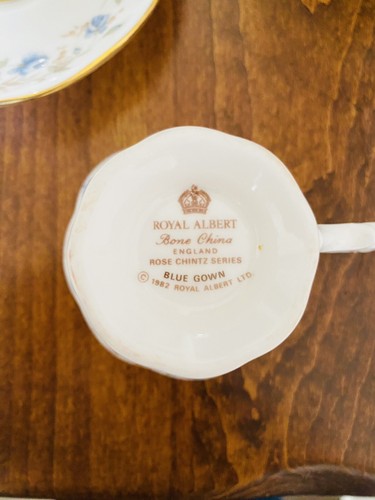 ROYAL ALBERT
Bone China
ENGLAND
ROSE CHINTZ SERIES
BLUE GOWN
© 1982 ROYAL ALBERT LTD.